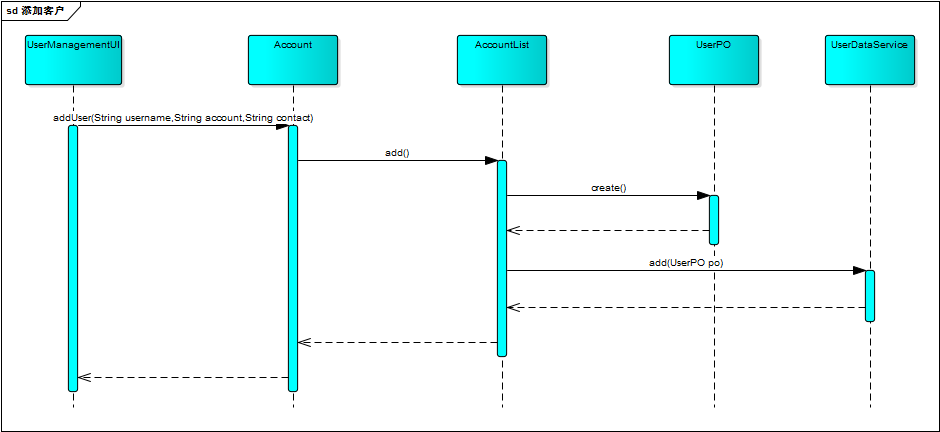 sd 添加客户
UserManagementUI
Account
AccountList
UserPO
UserDataService
addUser(String username,String account,String contact)
add()
create()
add(UserPO po)